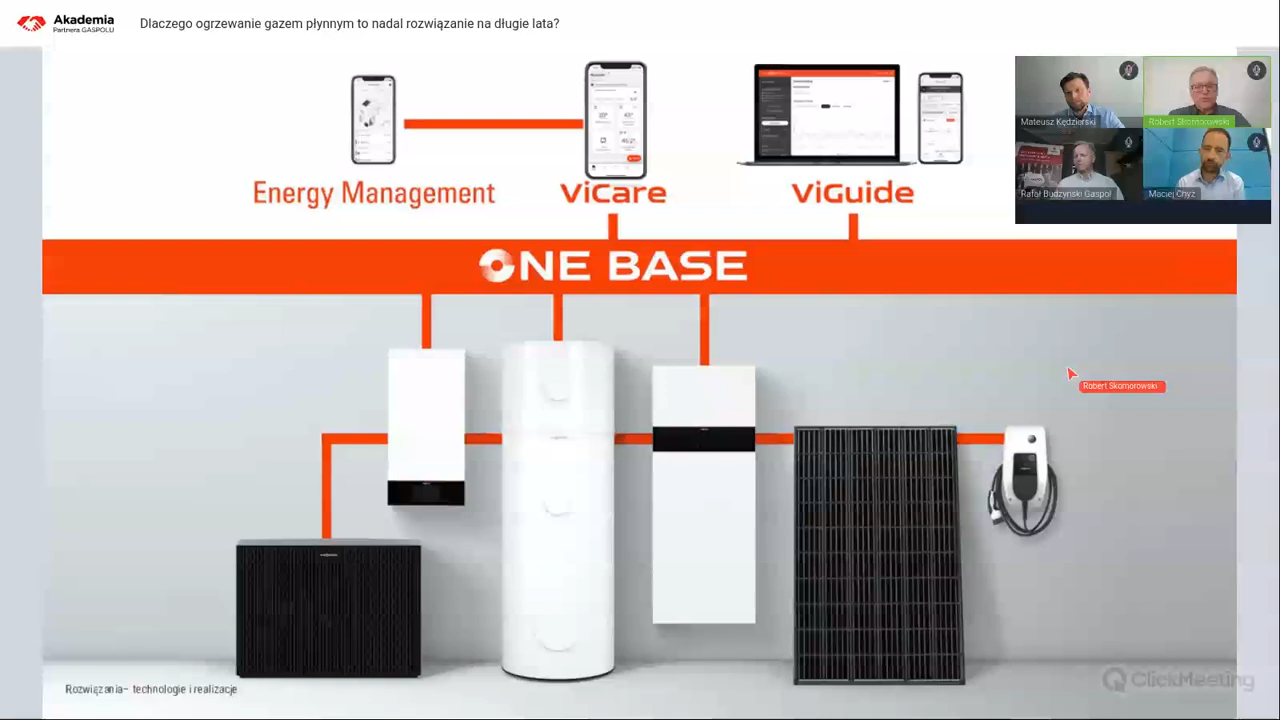 Akademia
Partnera GASPOLU
Dlaczego ogrzewanie gazem płynnym to nadal rozwiązanie na długie lata?
Mateusz Kędzierski
Robert Skomorowski
Rafał Budzyński Gaspol
Maciej Chyż
Energy Management
ViCare
ViGuide
ONE BASE
Robert Skomorowski
Rozwiązania– technologie i realizacje
ClickMeeting